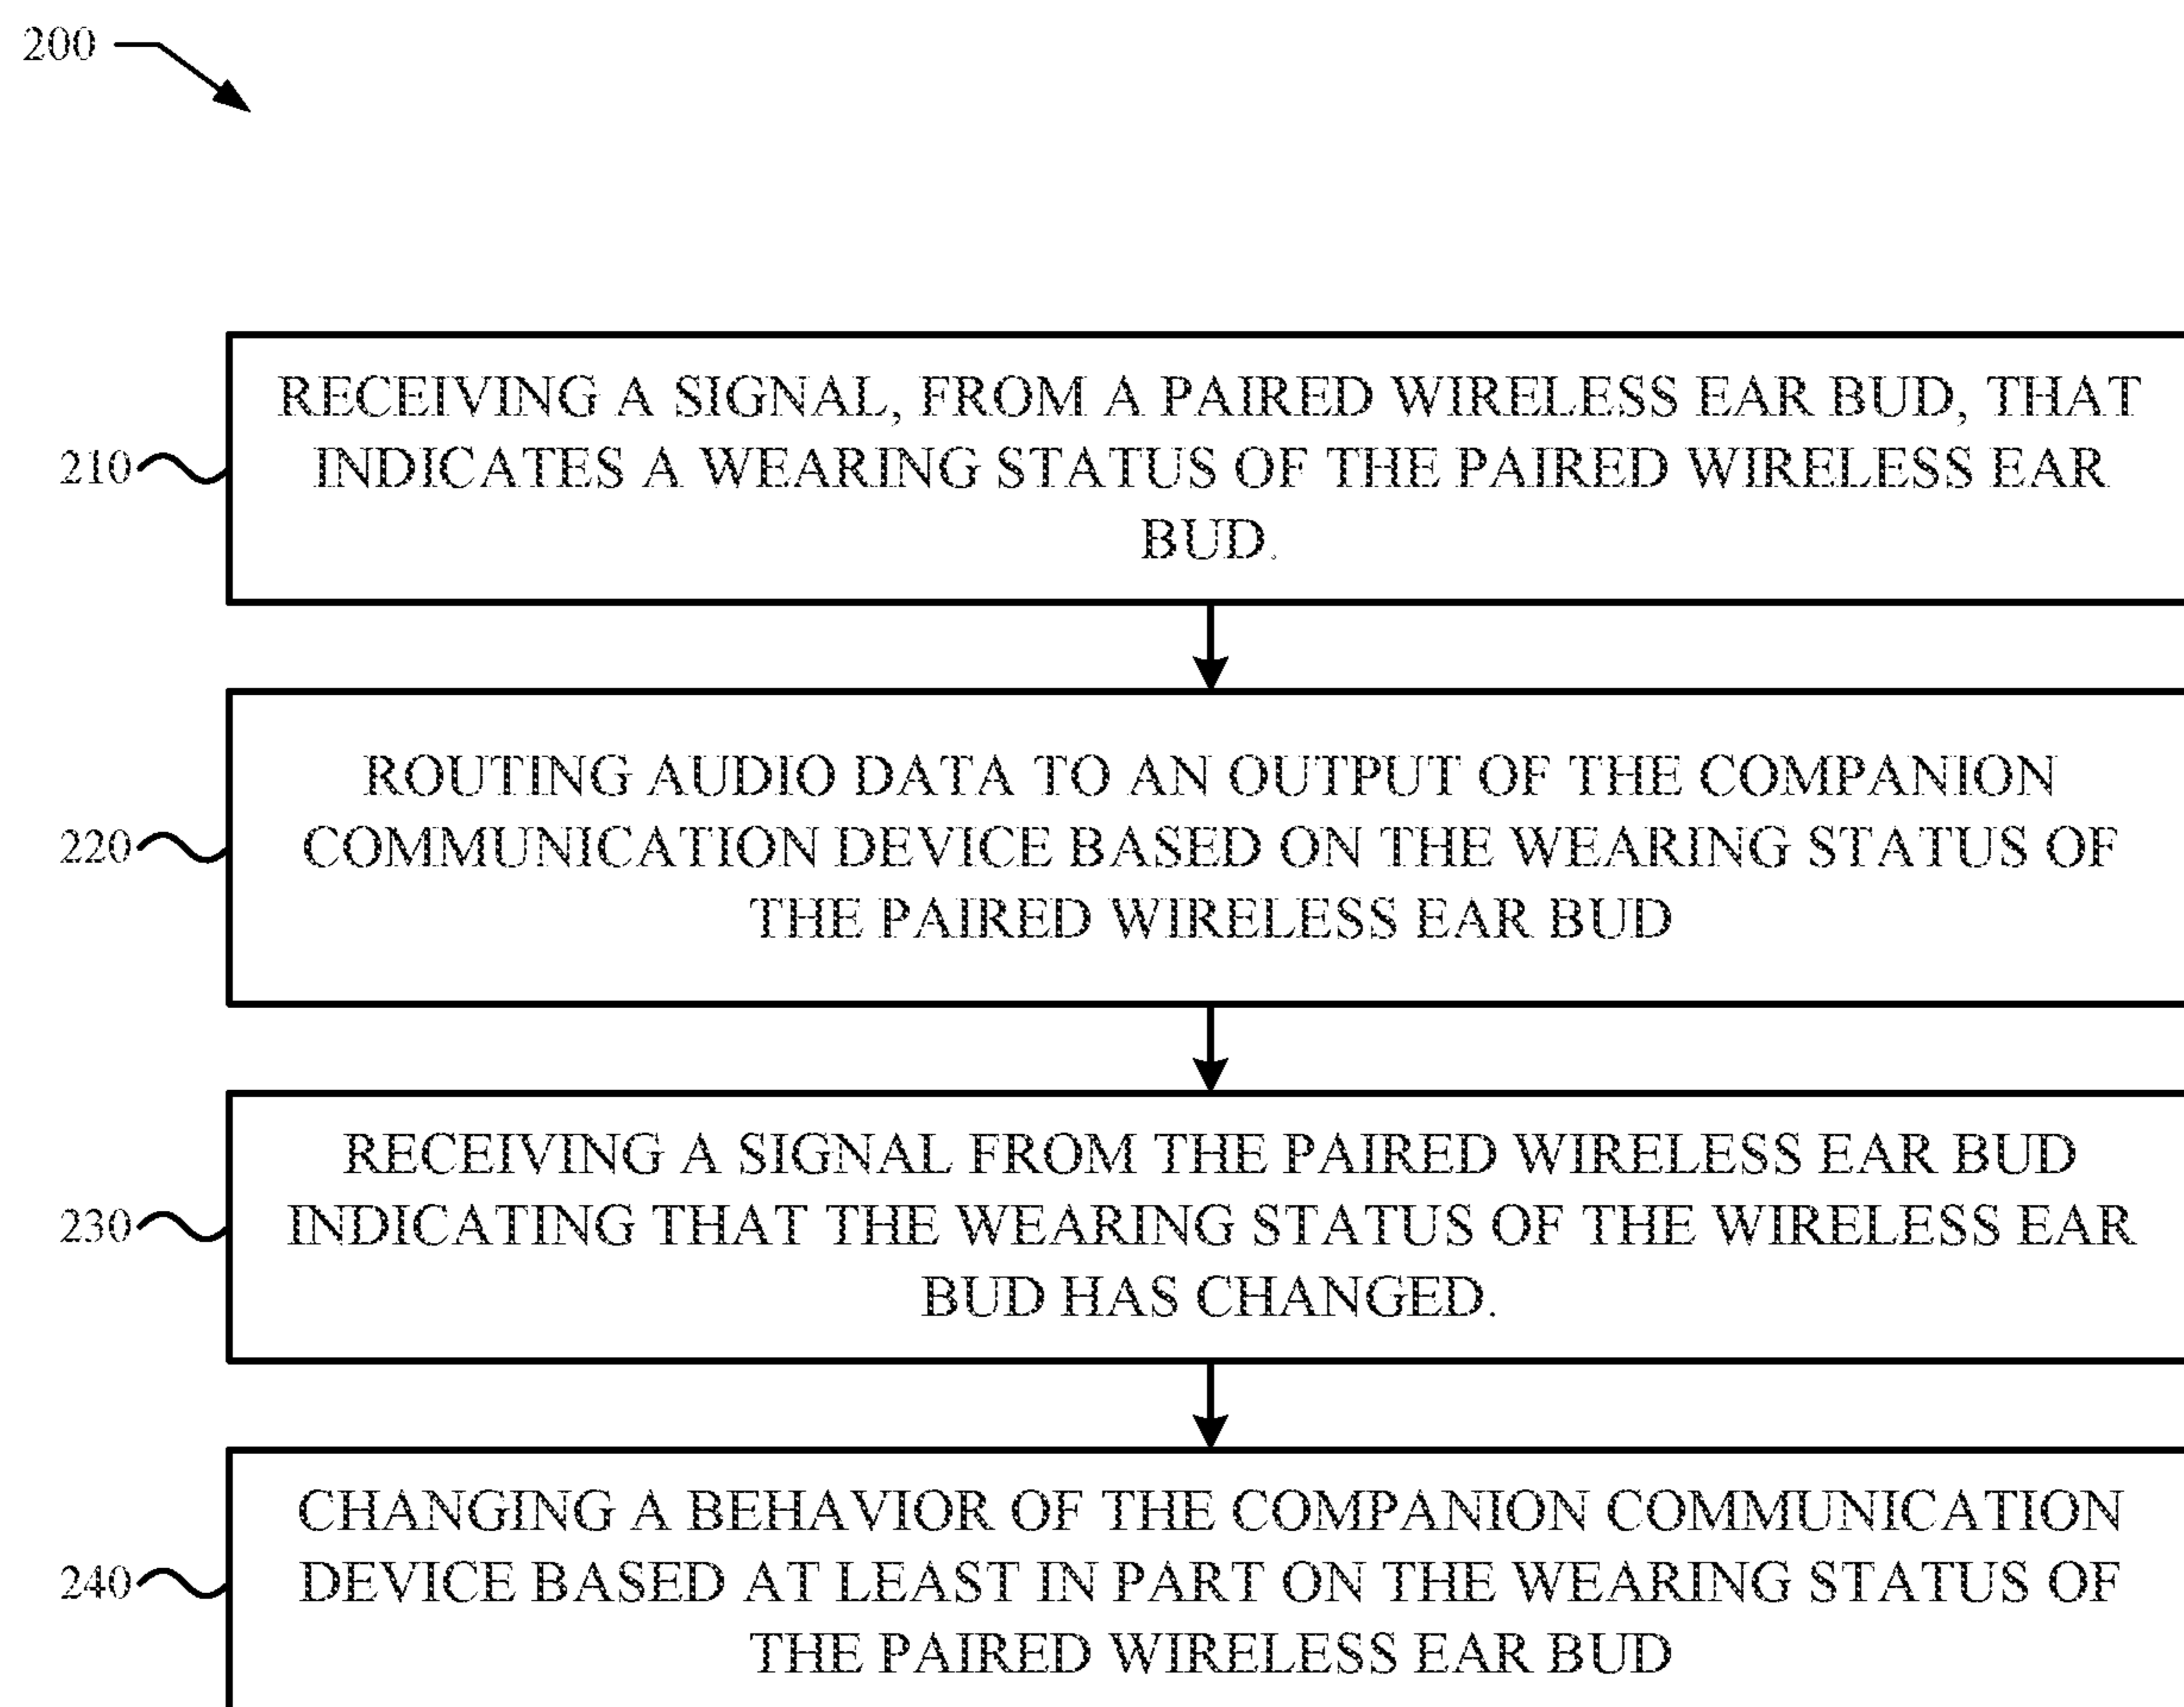 200
RECEIVING A SIGNAL, FROM A PAIRED WIRELESS EAR BUD, THAT
INDICATES A WEARING STATUS OF THE PAIRED WIRELESS EAR
BUD.
210
ROUTING AUDIO DATA TO AN OUTPUT OF THE COMPANION
COMMUNICATION DEVICE BASED ON THE WEARING STATUS OF
THE PAIRED WIRELESS EAR BUD
220
RECEIVING A SIGNAL FROM THE PAIRED WIRELESS EAR BUD
INDICATING THAT THE WEARING STATUS OF THE WIRELESS EAR
BUD HAS CHANGED.
230
CHANGING A BEHAVIOR OF THE COMPANION COMMUNICATION
DEVICE BASED AT LEAST IN PART ON THE WEARING STATUS OF
THE PAIRED WIRELESS EAR BUD
240